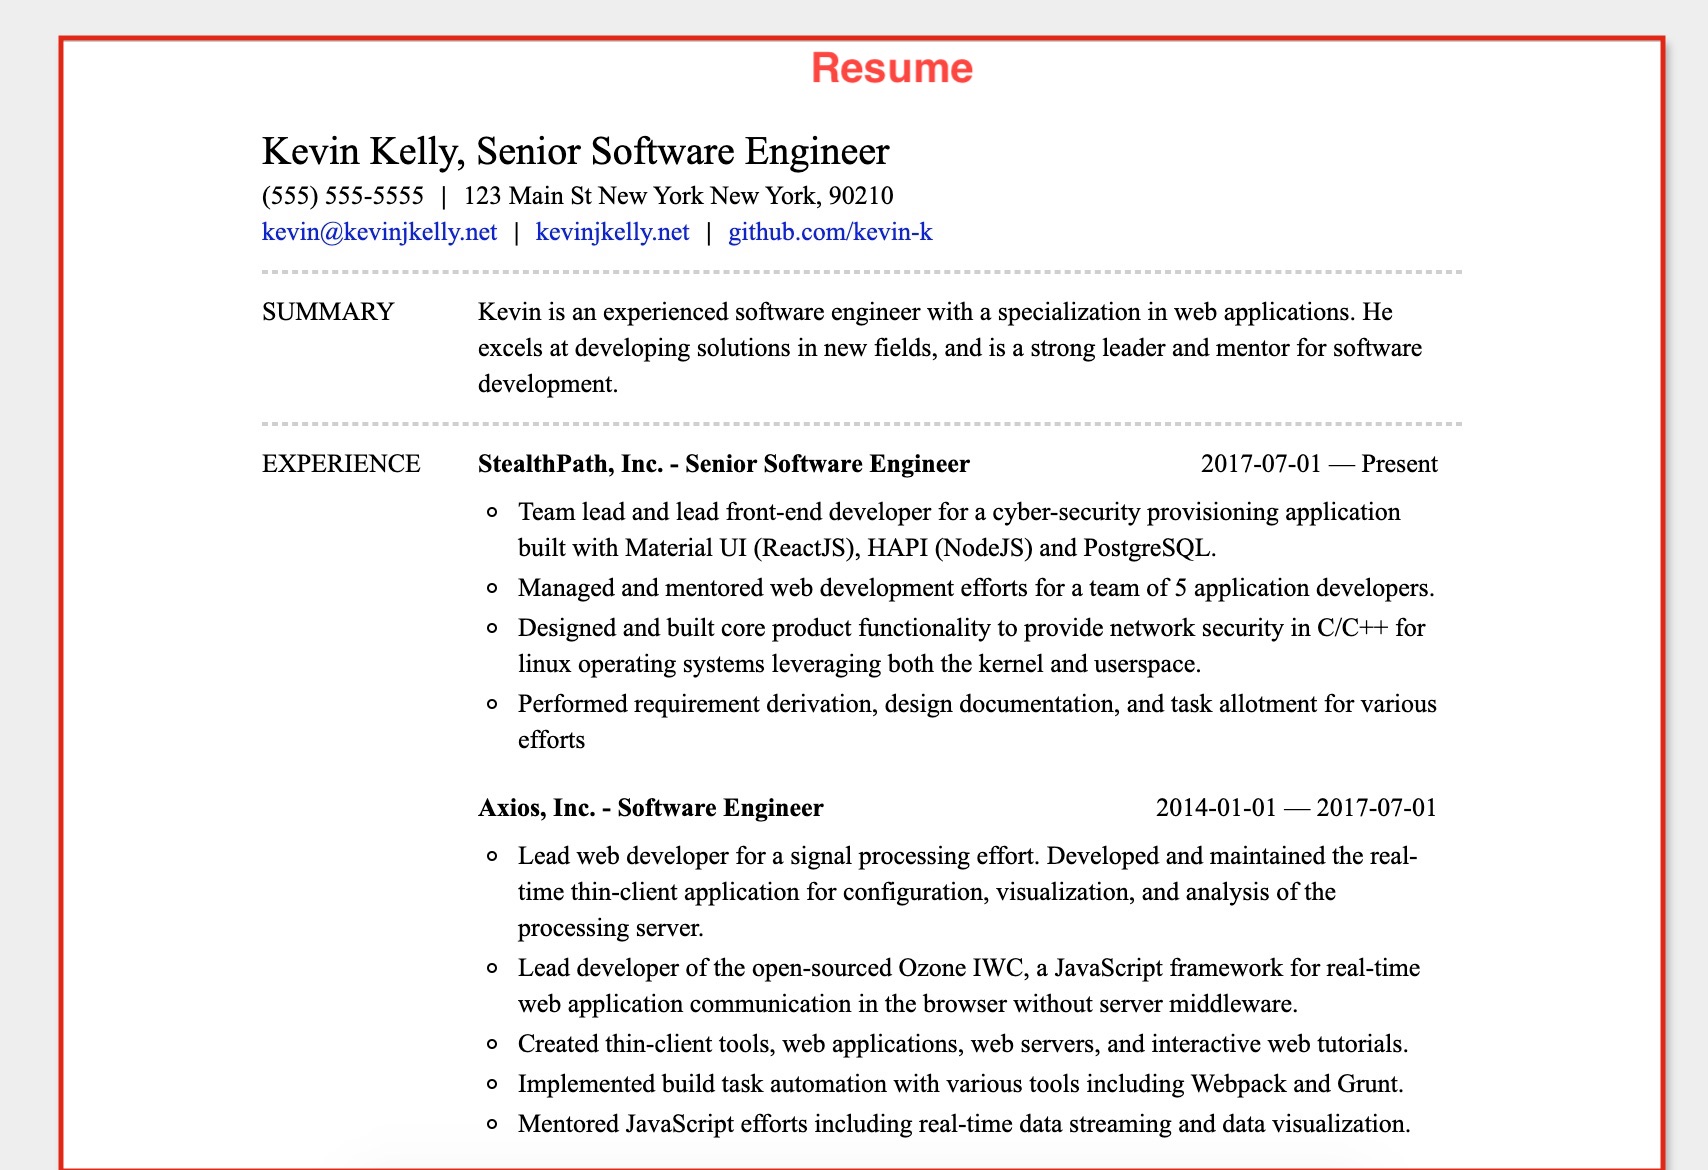 Resume
Kevin Kelly, Senior Software Engineer
(555) 555-5555 | 123 Main St New York New York, 90210
kevin@kevinjkelly.net | kevinjkelly.net | github.com/kevin-k
SUMMARY
Kevin is an experienced software engineer with a specialization in web applications. He
excels at developing solutions in new fields, and is a strong leader and mentor for software
development.
EXPERIENCE
StealthPath, Inc. - Senior Software Engineer 2017-07-01 — Present
Team lead and lead front-end developer for a cyber-security provisioning application
built with Material UI (ReactJS), HAPI (NodeJS) and PostgreSQL.
Managed and mentored web development efforts for a team of 5 application developers.
Designed and built core product functionality to provide network security in C/C++ for
linux operating systems leveraging both the kernel and userspace.
Performed requirement derivation, design documentation, and task allotment for various
efforts
Axios, Inc. - Software Engineer 2014-01-01 — 2017-07-01
Lead web developer for a signal processing effort. Developed and maintained the real-
time thin-client application for configuration, visualization, and analysis of the
processing server.
Lead developer of the open-sourced Ozone IWC, a JavaScript framework for real-time
web application communication in the browser without server middleware.
Created thin-client tools, web applications, web servers, and interactive web tutorials.
Implemented build task automation with various tools including Webpack and Grunt.
Mentored JavaScript efforts including real-time data streaming and data visualization.